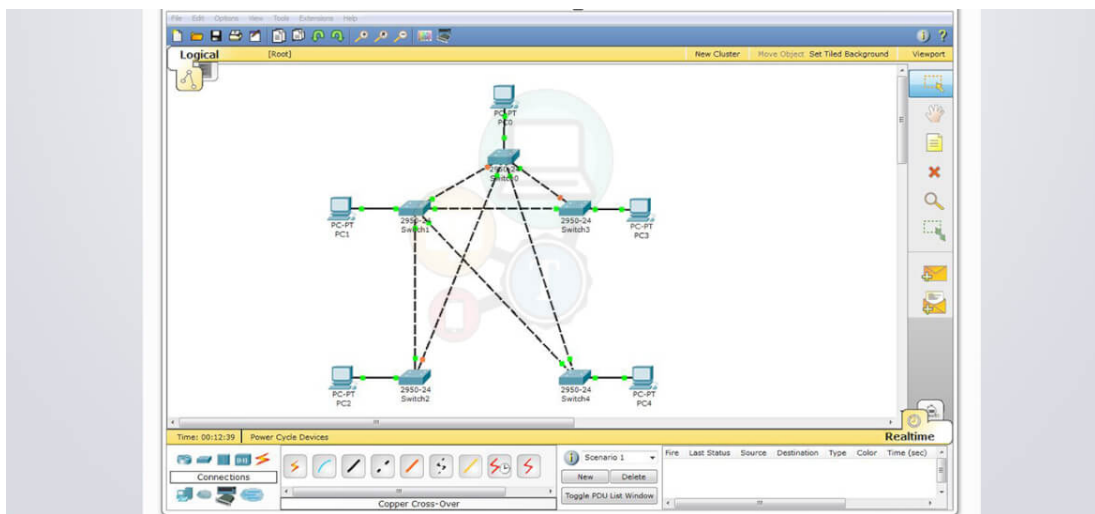 File Edit Options View Tools Extensions Help
Logical [Root] New Cluster Move Object Set Tiled Background Viewport
PC-PT
PC0
2950-24
Switch0
PC-PT
PC1
2950-24
Switch1
2950-24
Switch3
PC-PT
PC3
T
PC-PT
PC2
2950-24
Switch2
2950-24
Switch4
PC-PT
PC4
Time: 00:12:39 Power Cycle Devices Realtime
Connections
Copper Cross-Over
Scenario 1
New Delete
Toggle PDU List Window
Fire Last Status Source Destination Type Color Time (sec)